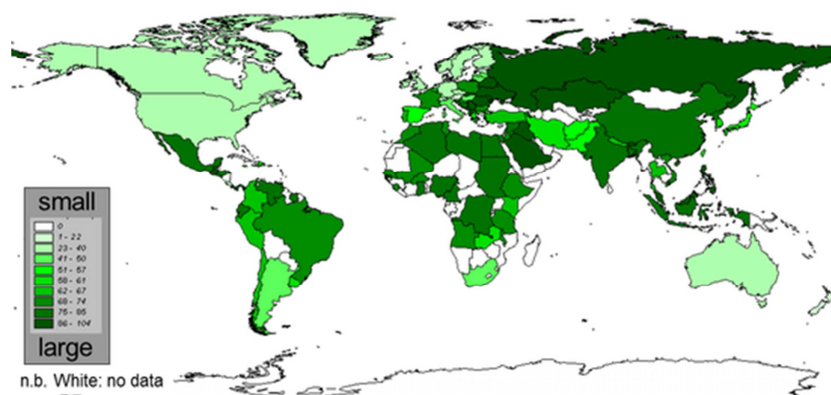 small
0
1 - 22
23 - 40
41 - 50
51 - 57
58 - 61
62 - 67
68 - 74
75 - 85
86 - 104
large
n.b. White: no data